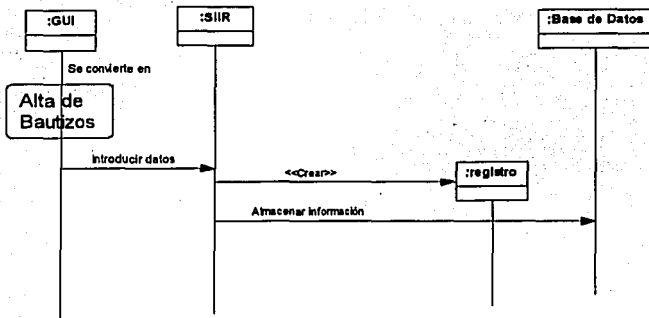 :GUI
:SIIR
:Base de Datos
Se convierte en
Alta de
Bautizos
Introducir datos
<<Crear>>
:registro
Almacenar información